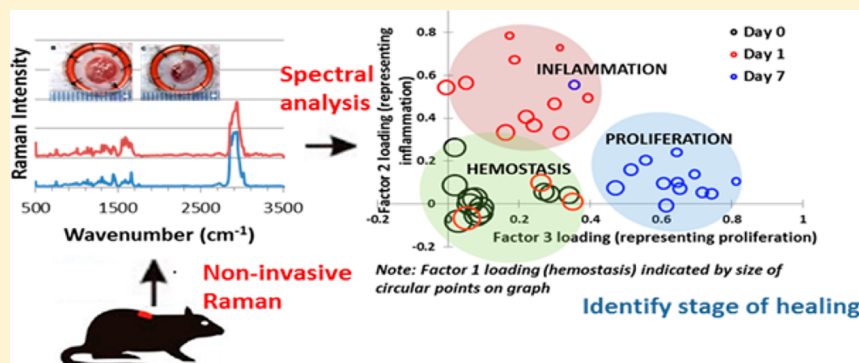 B
C
Raman Intensity
500
1500
2500
3500
Wavenumber (cm-1)
Spectral
analysis
Non-invasive
Raman
Factor 2 loading (representing
inflammation)
0.8
0.6
0.4
0.2
0
-0.2
-0.2
0
0.2
0.4
0.6
0.8
1
Day 0
Day 1
Day 7
INFLAMMATION
PROLIFERATION
HEMOSTASIS
Factor 3 loading (representing proliferation)
Note: Factor 1 loading (hemostasis) indicated by size of
circular points on graph
Identify stage of healing